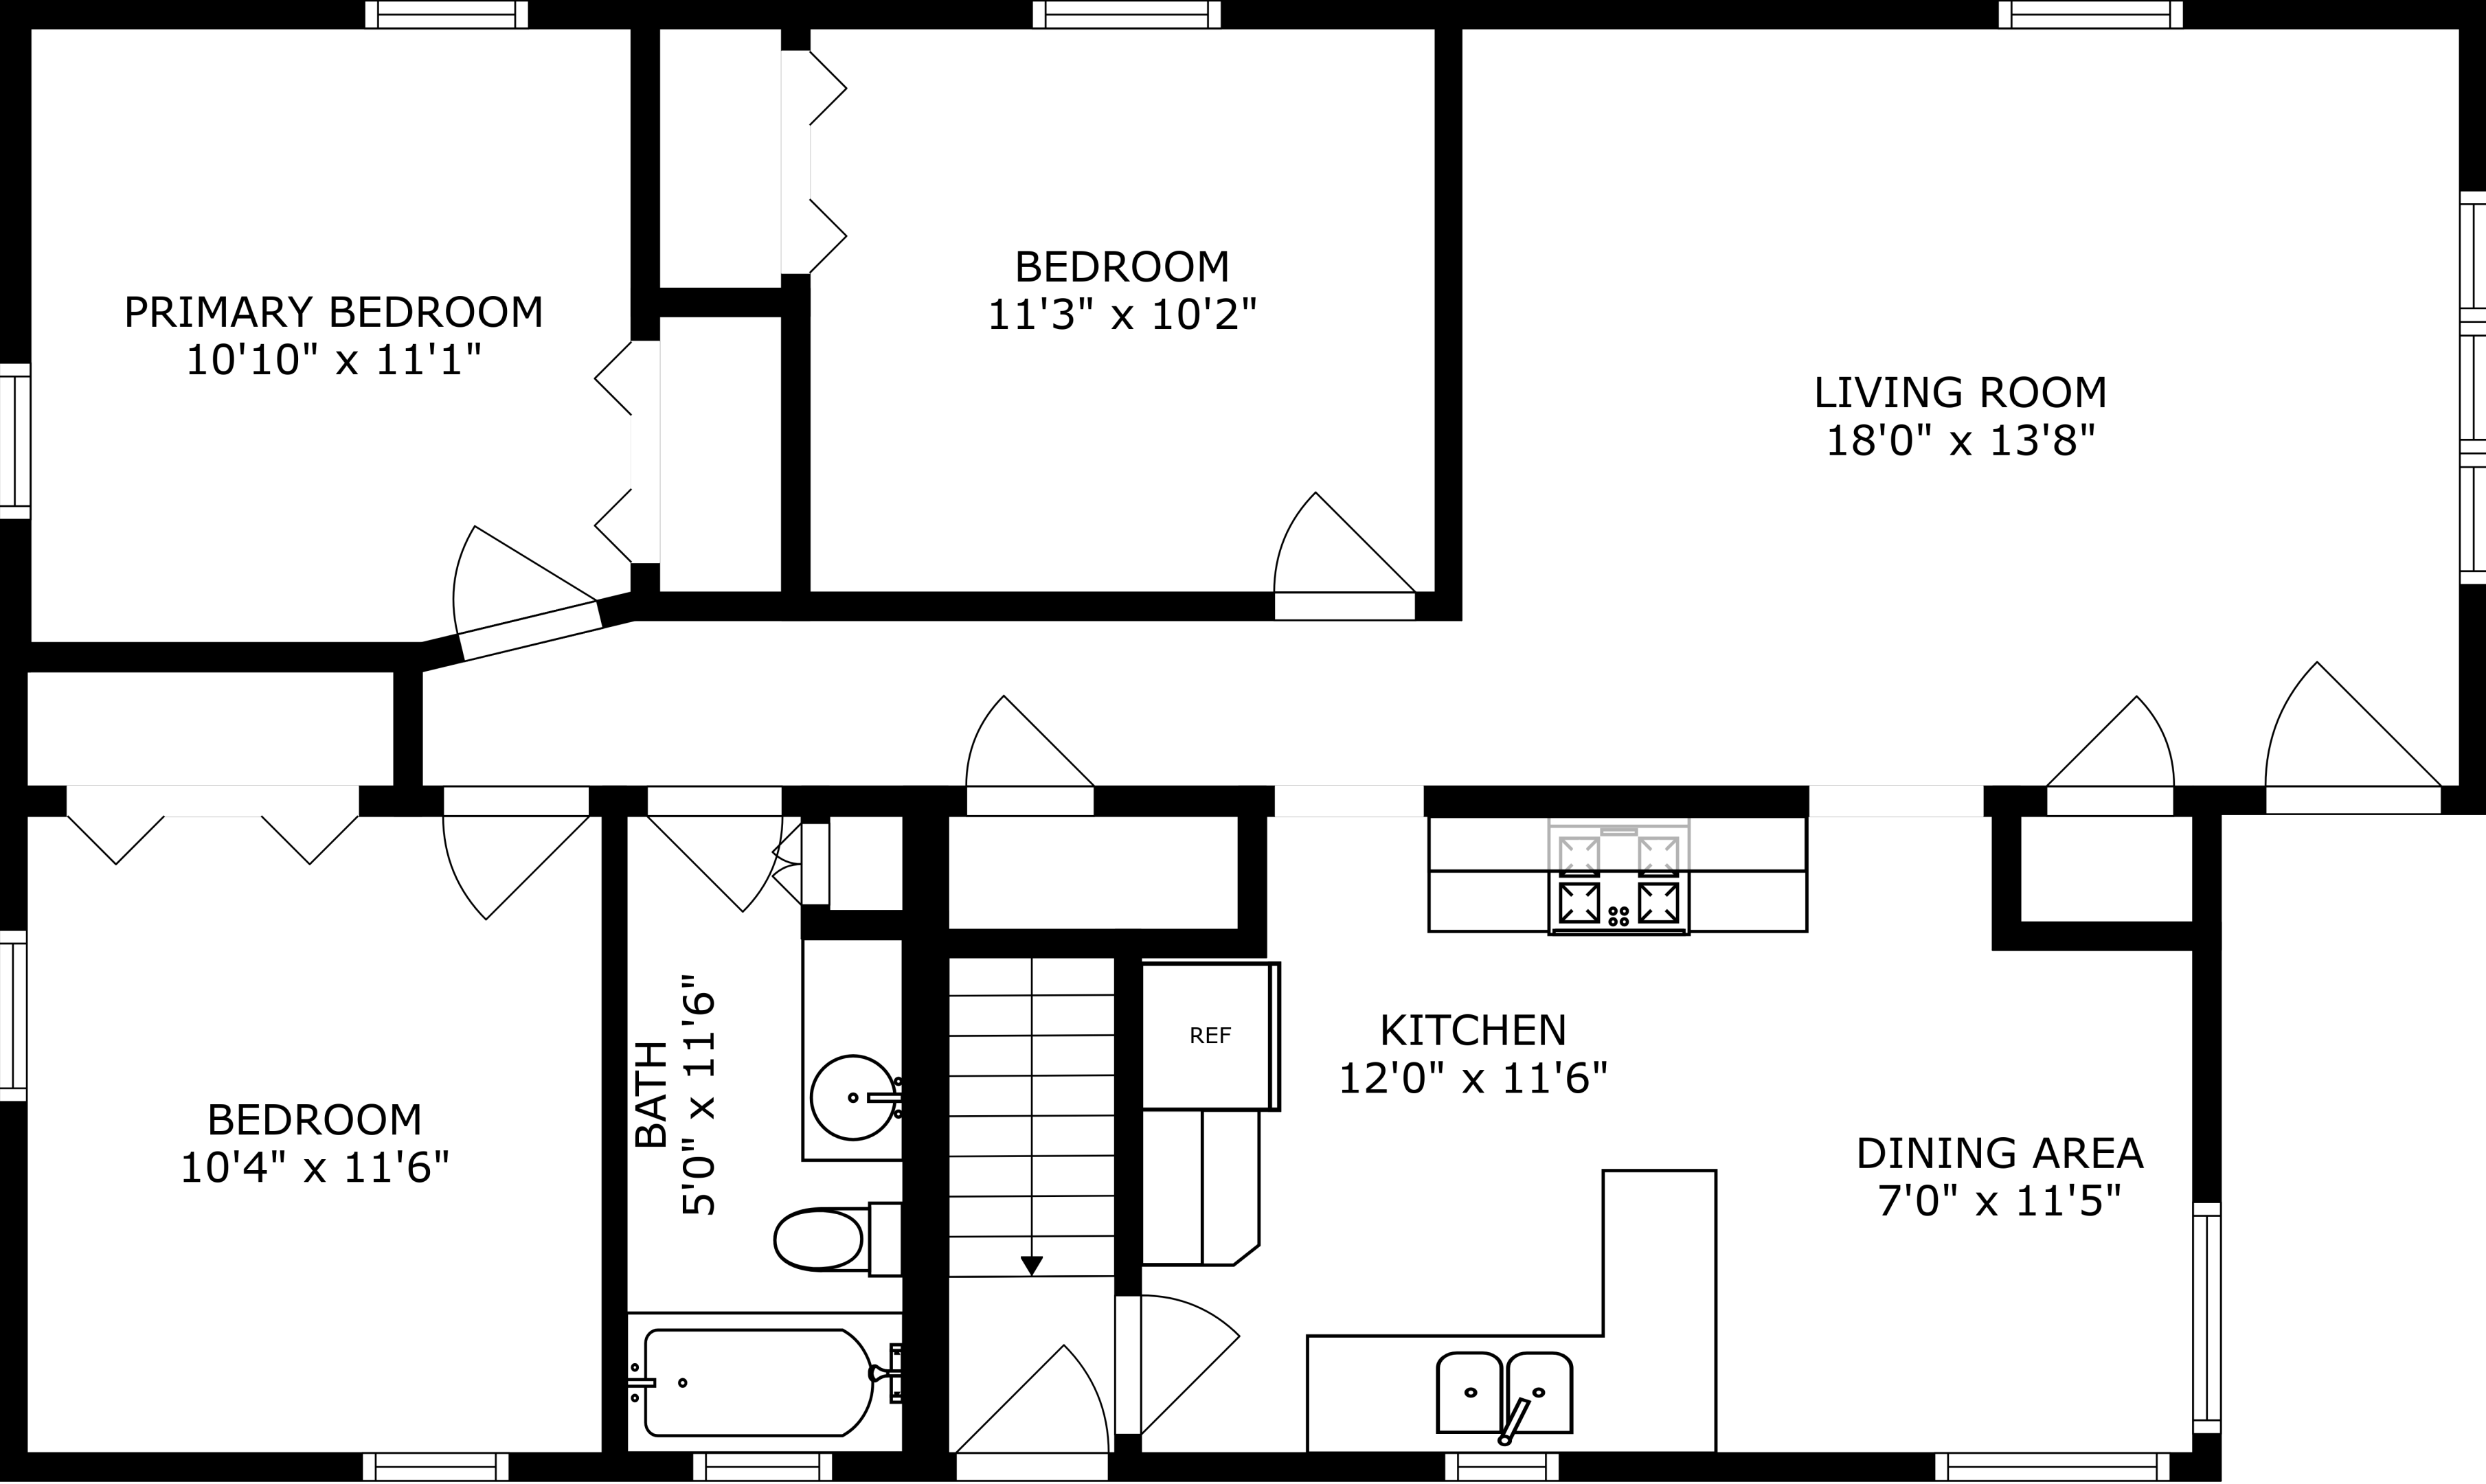 PRIMARY BEDROOM
10'10" x 11'1"
BEDROOM
11'3" x 10'2"
LIVING ROOM
18'0" x 13'8"
BEDROOM
10'4" x 11'6"
BATH
5'0" x 11'6"
REF
KITCHEN
12'0" x 11'6"
DINING AREA
7'0" x 11'5"